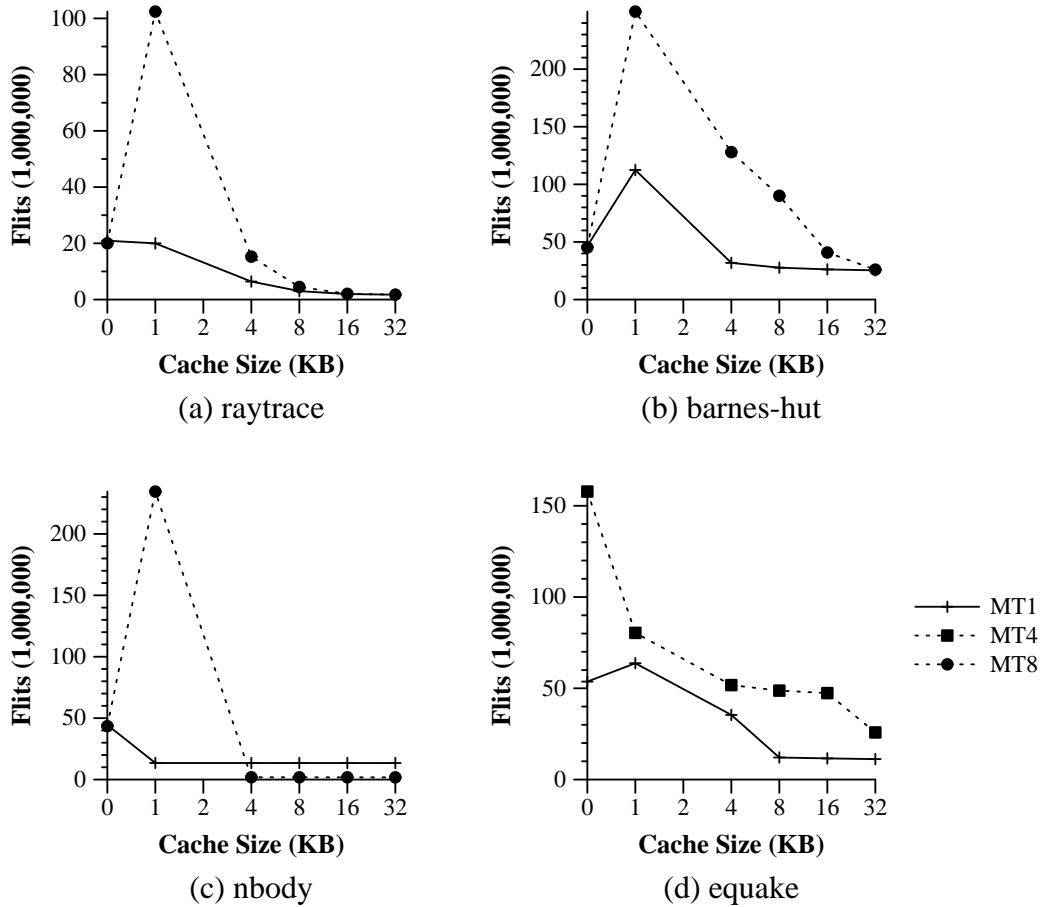 100
80
60
40
20
0
Flits (1,000,000)
0 1 2 4 8 16 32
Cache Size (KB)
(a) raytrace
250
200
150
100
50
0
Flits (1,000,000)
0 1 2 4 8 16 32
Cache Size (KB)
(b) barnes-hut
200
150
100
50
0
Flits (1,000,000)
0 1 2 4 8 16 32
Cache Size (KB)
(c) nbody
150
100
50
0
Flits (1,000,000)
0 1 2 4 8 16 32
Cache Size (KB)
(d) equake
MT1
MT4
MT8